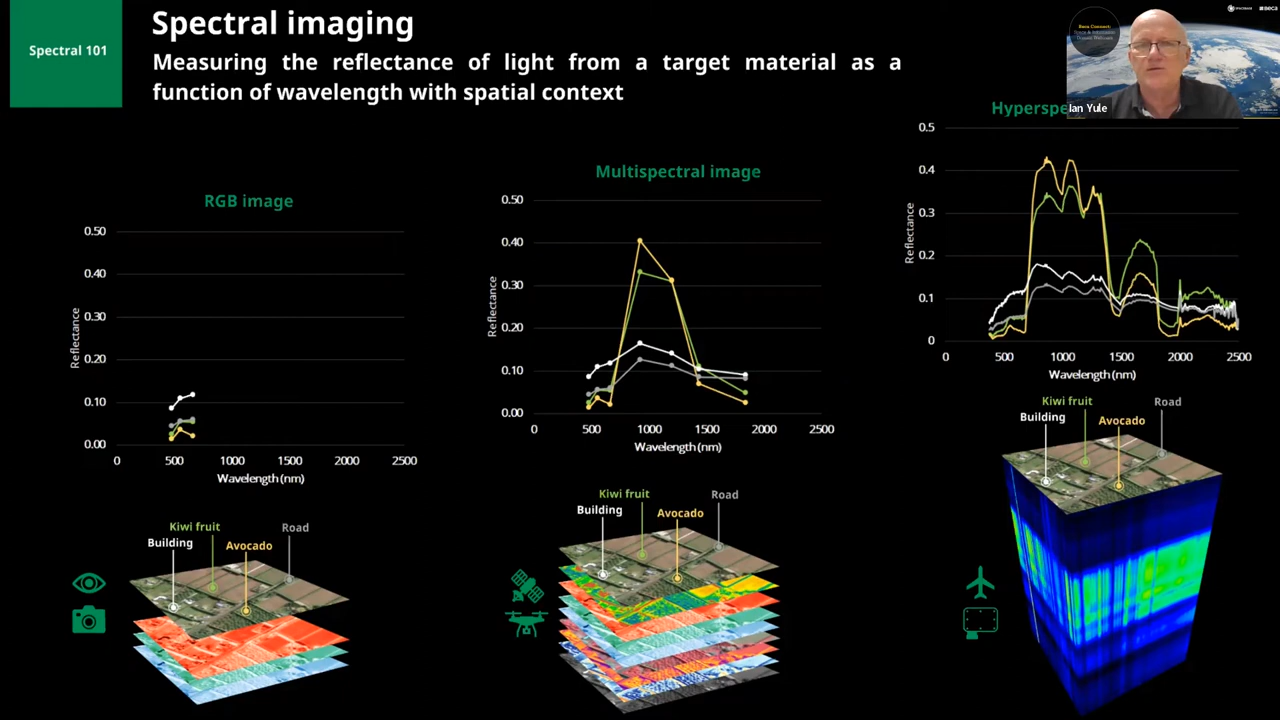 Spectral 101
Spectral imaging
Measuring the reflectance of light from a target material as a
function of wavelength with spatial context
Beca
Ian Yule
RGB image
0.50
0.40
0.30
0.20
0.10
0.00
Reflectance
0 500 1000 1500 2000 2500
Wavelength (nm)
Kiwi fruit
Road
Building
Avocado
Multispectral image
0.50
0.40
0.30
0.20
0.10
0.00
Reflectance
0 500 1000 1500 2000 2500
Wavelength (nm)
Kiwi fruit
Road
Building
Avocado
Hyperspe
0.5
0.4
0.3
0.2
0.1
0
Reflectance
0 500 1000 1500 2000 2500
Wavelength (nm)
Kiwi fruit
Road
Building
Avocado